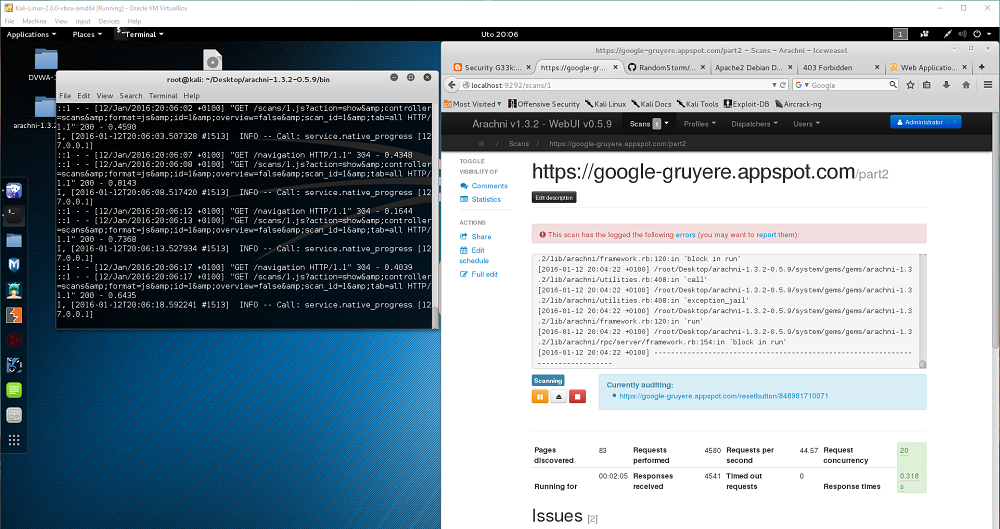 Kali-Linux-2.0.0-vbox-amd64 [Running] - Oracle VM VirtualBox
File Machine View Input Devices Help
Applications Places Terminal Uto 20:06 1
DVWA-
arachni-1.3.2
root@kali: ~/Desktop/arachni-1.3.2-0.5.9/bin
File Edit View Search Terminal Help
::1 - - [12/Jan/2016:20:06:02 +0100] "GET /scans/1.js?action=show&amp;controller
=scans&amp;format=js&amp;id=1&amp;overview=false&amp;scan_id=1&amp;tab=all HTTP/
1.1" 200 - 0.4590
I, [2016-01-12T20:06:03.507328 #1513]  INFO -- Call: service.native_progress [12
7.0.0.1]
::1 - - [12/Jan/2016:20:06:07 +0100] "GET /navigation HTTP/1.1" 304 - 0.4348
::1 - - [12/Jan/2016:20:06:08 +0100] "GET /scans/1.js?action=show&amp;controller
=scans&amp;format=js&amp;id=1&amp;overview=false&amp;scan_id=1&amp;tab=all HTTP/
1.1" 200 - 0.8143
I, [2016-01-12T20:06:08.517420 #1513]  INFO -- Call: service.native_progress [12
7.0.0.1]
::1 - - [12/Jan/2016:20:06:12 +0100] "GET /navigation HTTP/1.1" 304 - 0.1644
::1 - - [12/Jan/2016:20:06:13 +0100] "GET /scans/1.js?action=show&amp;controller
=scans&amp;format=js&amp;id=1&amp;overview=false&amp;scan_id=1&amp;tab=all HTTP/
1.1" 200 - 0.7368
I, [2016-01-12T20:06:13.527934 #1513]  INFO -- Call: service.native_progress [12
7.0.0.1]
::1 - - [12/Jan/2016:20:06:17 +0100] "GET /navigation HTTP/1.1" 304 - 0.4039
::1 - - [12/Jan/2016:20:06:17 +0100] "GET /scans/1.js?action=show&amp;controller
=scans&amp;format=js&amp;id=1&amp;overview=false&amp;scan_id=1&amp;tab=all HTTP/
1.1" 200 - 0.6435
I, [2016-01-12T20:06:18.592241 #1513]  INFO -- Call: service.native_progress [12
7.0.0.1]
https://google-gruyere.appspot.com/part2 – Scans – Arachni - Iceweasel
Security G33k:... https://google-gr... RandomStorm/... Apache2 Debian D... 403 Forbidden Web Application...
localhost:9292/scans/1 Google
Most Visited Offensive Security Kali Linux Kali Docs Kali Tools Exploit-DB Aircrack-ng
Arachni v1.3.2 - WebUI v0.5.9 Scans 1 Profiles Dispatchers Users Administrator
/ Scans / https://google-gruyere.appspot.com/part2
TOGGLE
VISIBILITY OF
Comments
Statistics
ACTIONS
Share
Edit
schedule
Full edit
https://google-gruyere.appspot.com/part2
Edit description
This scan has the logged the following errors (you may want to report them):
.2/lib/arachni/framework.rb:120:in `block in run'
[2016-01-12 20:04:22 +0100] /root/Desktop/arachni-1.3.2-0.5.9/system/gems/gems/arachni-1.3
.2/lib/arachni/utilities.rb:408:in `call'
[2016-01-12 20:04:22 +0100] /root/Desktop/arachni-1.3.2-0.5.9/system/gems/gems/arachni-1.3
.2/lib/arachni/utilities.rb:408:in `exception_jail'
[2016-01-12 20:04:22 +0100] /root/Desktop/arachni-1.3.2-0.5.9/system/gems/gems/arachni-1.3
.2/lib/arachni/framework.rb:120:in `run'
[2016-01-12 20:04:22 +0100] /root/Desktop/arachni-1.3.2-0.5.9/system/gems/gems/arachni-1.3
.2/lib/arachni/rpc/server/framework.rb:154:in `block in run'
[2016-01-12 20:04:22 +0100] --------------------------------------------------------------
------------------
Scanning
Currently auditing:
https://google-gruyere.appspot.com/resetbutton/848981710071
Pages discovered 83 Requests performed 4580 Requests per second 44.57 Request concurrency 20
Running for 00:02:05 Responses received 4541 Timed out requests 0 Response times 0.318 s
Issues [2]